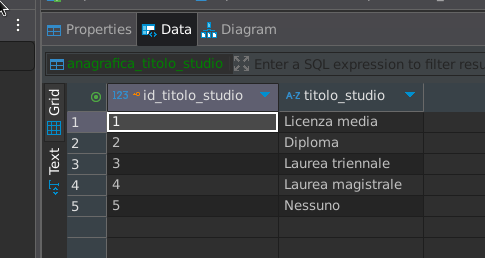 Properties Data Diagram
anagrafica_titolo_studio Enter a SQL expression to filter resu
Grid
Text
123 id_titolo_studio A-Z titolo_studio
1 1 Licenza media
2 2 Diploma
3 3 Laurea triennale
4 4 Laurea magistrale
5 5 Nessuno